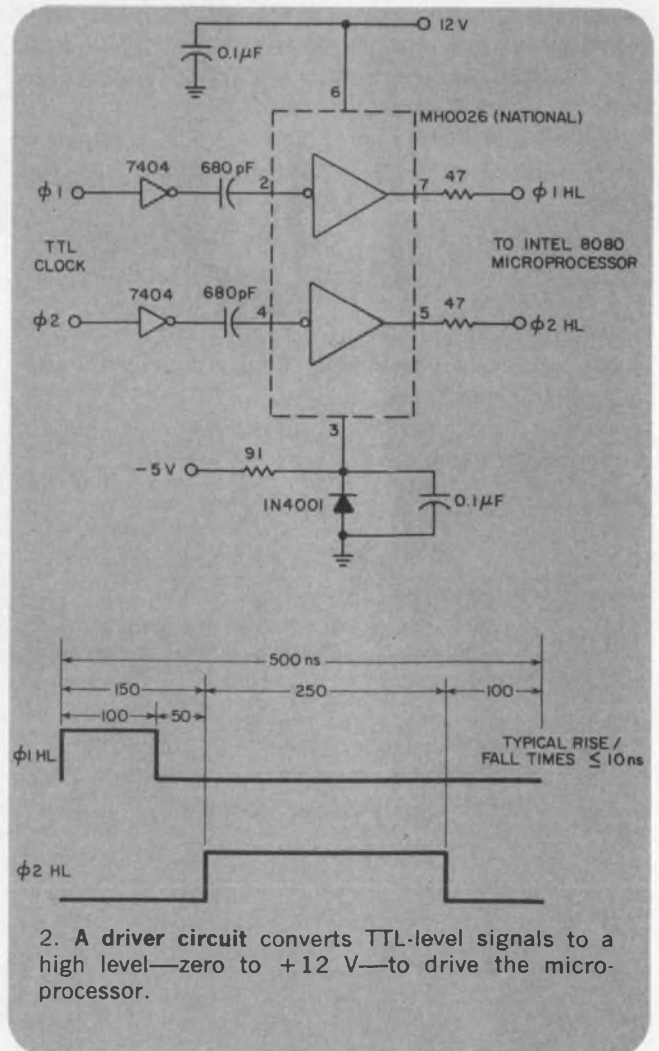 12 V
0.1μF
6
MH0026 (NATIONAL)
7404
680 pF
2
7
47
φ1
φ1 HL
TTL
CLOCK
TO INTEL 8080
MICROPROCESSOR
7404
680pF
4
5
47
φ2
φ2 HL
3
91
-5V
1N4001
0.1μF
500 ns
150
250
100
100
50
φ1 HL
TYPICAL RISE /
FALL TIMES ≤ 10ns
φ2 HL
2. A driver circuit converts TTL-level signals to a
high level—zero to +12 V—to drive the micro-
processor.